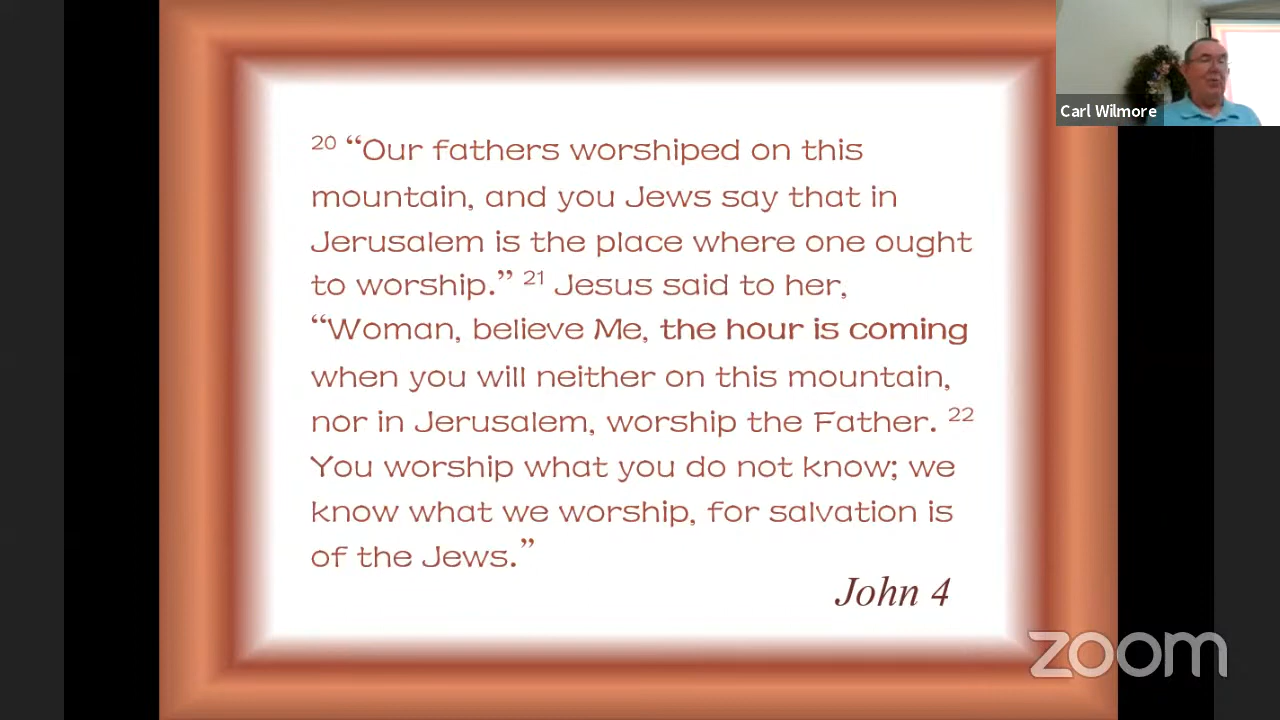 Carl Wilmore
20 “Our fathers worshiped on this
mountain, and you Jews say that in
Jerusalem is the place where one ought
to worship.” 21 Jesus said to her,
“Woman, believe Me, the hour is coming
when you will neither on this mountain,
nor in Jerusalem, worship the Father. 22
You worship what you do not know; we
know what we worship, for salvation is
of the Jews.”
John 4
zoom